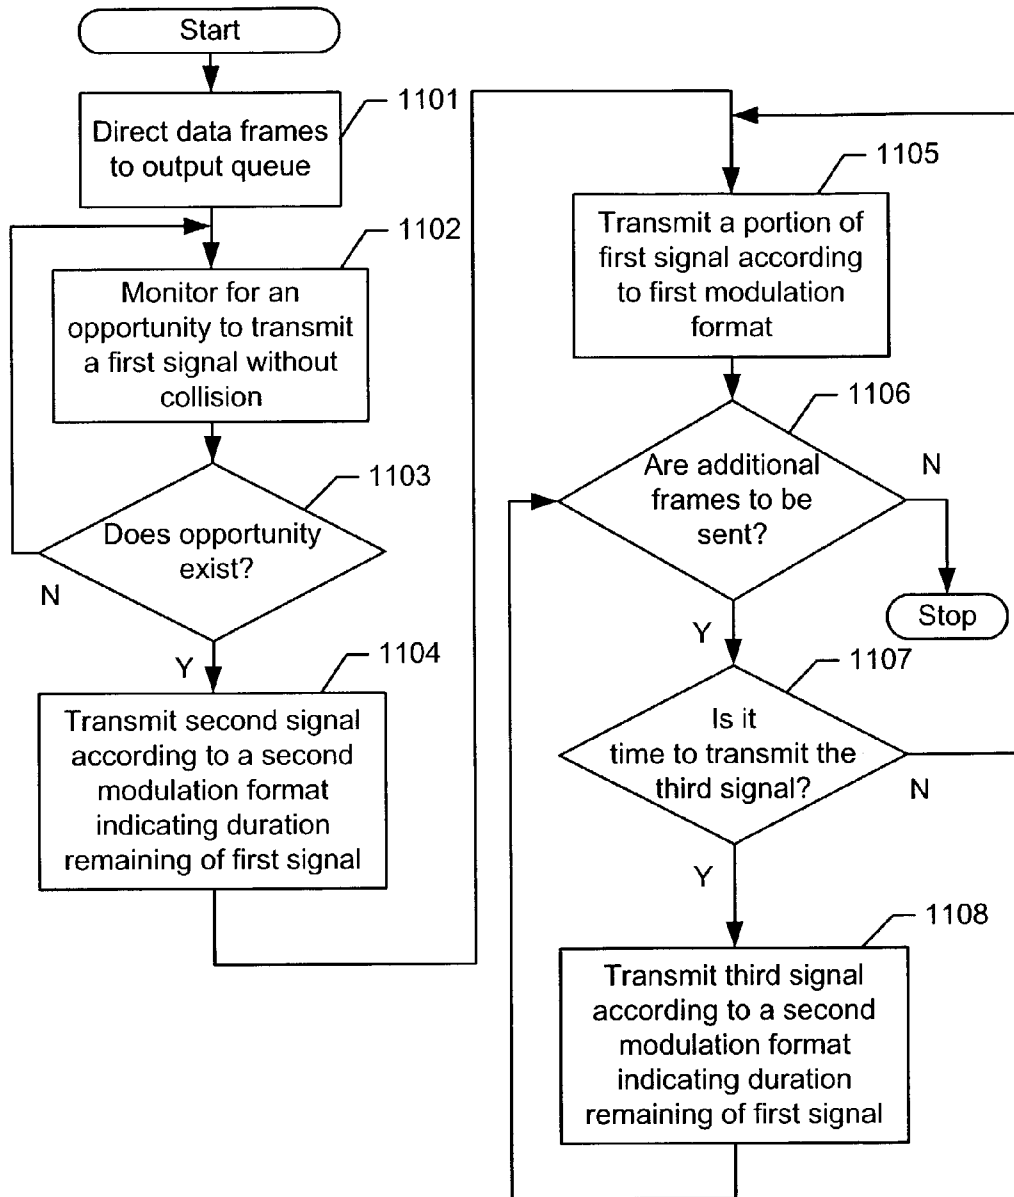 Start
1101
Direct data frames
to output queue
1102
Monitor for an
opportunity to transmit
a first signal without
collision
1103
Does opportunity
exist?
N
Y
1104
Transmit second signal
according to a second
modulation format
indicating duration
remaining of first signal
1105
Transmit a portion of
first signal according
to first modulation
format
1106
Are additional
frames to be
sent?
N
Stop
Y
1107
Is it
time to transmit the
third signal?
N
Y
1108
Transmit third signal
according to a second
modulation format
indicating duration
remaining of first signal